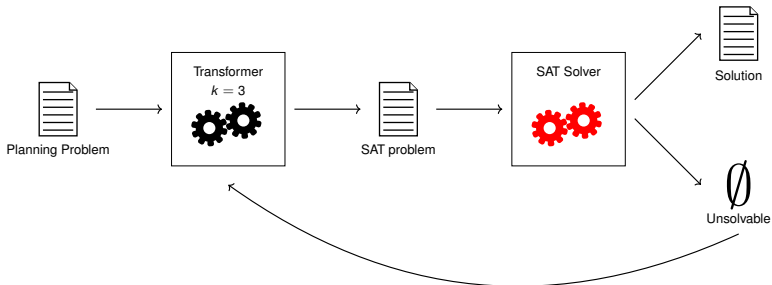 Planning Problem
Transformer
k = 3
SAT problem
SAT Solver
Solution
∅
Unsolvable